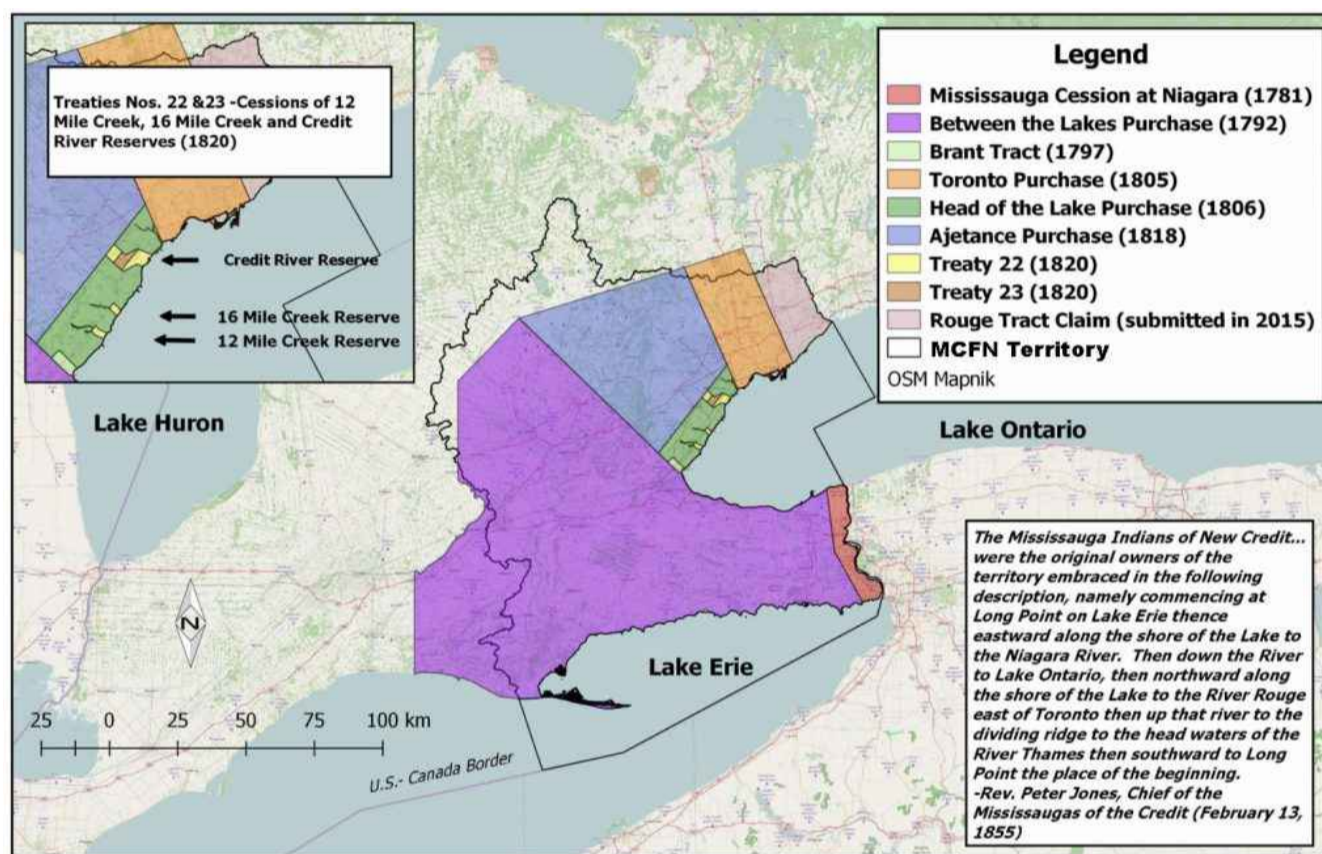 Treaties Nos. 22 &23 -Cessions of 12
Mile Creek, 16 Mile Creek and Credit
River Reserves (1820)
Credit River Reserve
16 Mile Creek Reserve
12 Mile Creek Reserve
Legend
Mississauga Cession at Niagara (1781)
Between the Lakes Purchase (1792)
Brant Tract (1797)
Toronto Purchase (1805)
Head of the Lake Purchase (1806)
Ajetance Purchase (1818)
Treaty 22 (1820)
Treaty 23 (1820)
Rouge Tract Claim (submitted in 2015)
MCFN Territory
OSM Mapnik
Lake Huron
Lake Ontario
Lake Erie
N
25 0 25 50 75 100 km
U.S.- Canada Border
The Mississauga Indians of New Credit...
were the original owners of the
territory embraced in the following
description, namely commencing at
Long Point on Lake Erie thence
eastward along the shore of the Lake to
the Niagara River. Then down the River
to Lake Ontario, then northward along
the shore of the Lake to the River Rouge
east of Toronto then up that river to the
dividing ridge to the head waters of the
River Thames then southward to Long
Point the place of the beginning.
-Rev. Peter Jones, Chief of the
Mississaugas of the Credit (February 13,
1855)